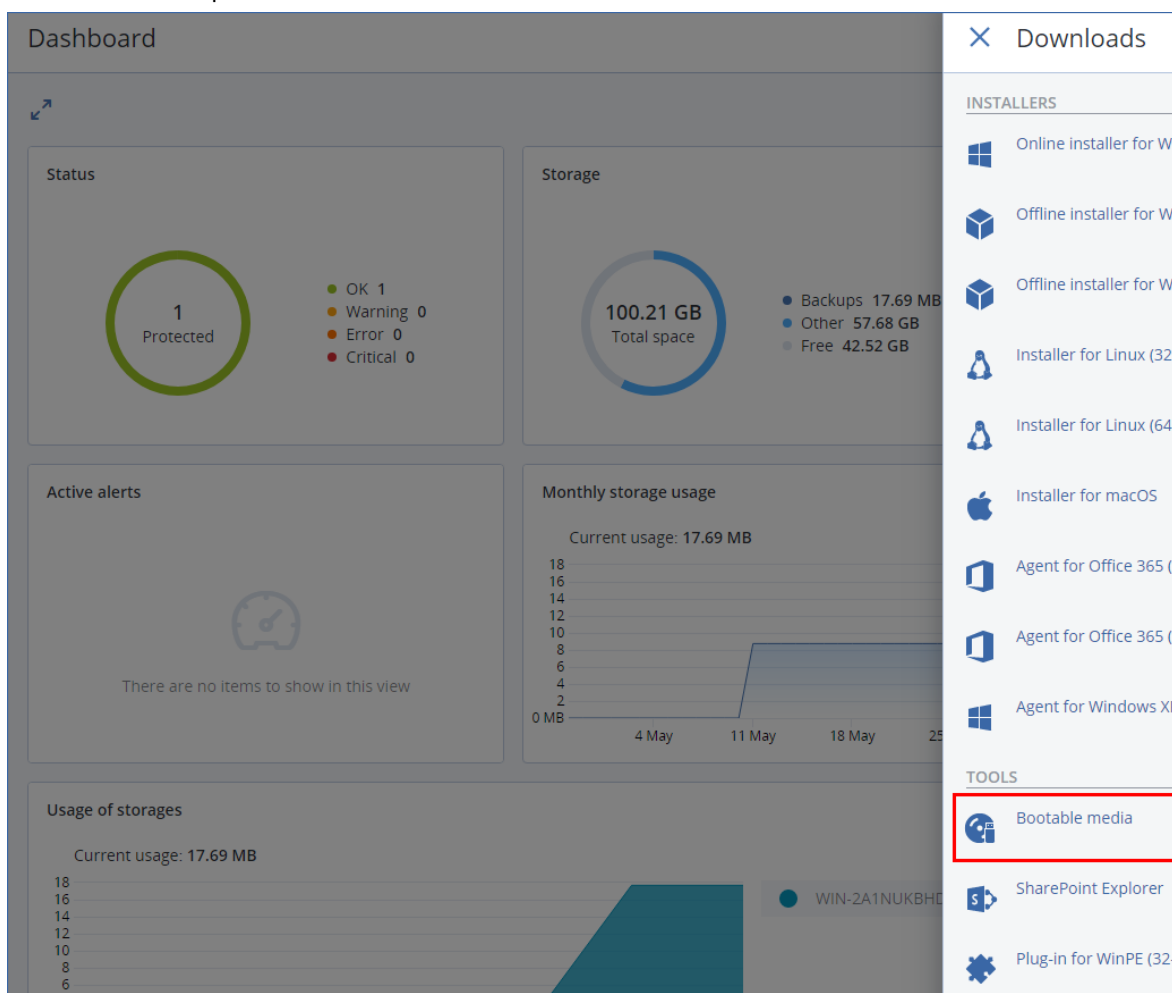 Dashboard
Downloads
INSTALLERS
Online installer for W
Offline installer for W
Offline installer for W
Installer for Linux (32
Installer for Linux (64
Installer for macOS
Agent for Office 365 (
Agent for Office 365 (
Agent for Windows X
TOOLS
Bootable media
SharePoint Explorer
Plug-in for WinPE (32-
Status
1
Protected
OK 1
Warning 0
Error 0
Critical 0
Storage
100.21 GB
Total space
Backups 17.69 MB
Other 57.68 GB
Free 42.52 GB
Active alerts
There are no items to show in this view
Monthly storage usage
Current usage: 17.69 MB
18
16
14
12
10
8
6
4
2
0 MB
4 May 11 May 18 May 25
Usage of storages
Current usage: 17.69 MB
18
16
14
12
10
8
6
WIN-2A1NUKBHD